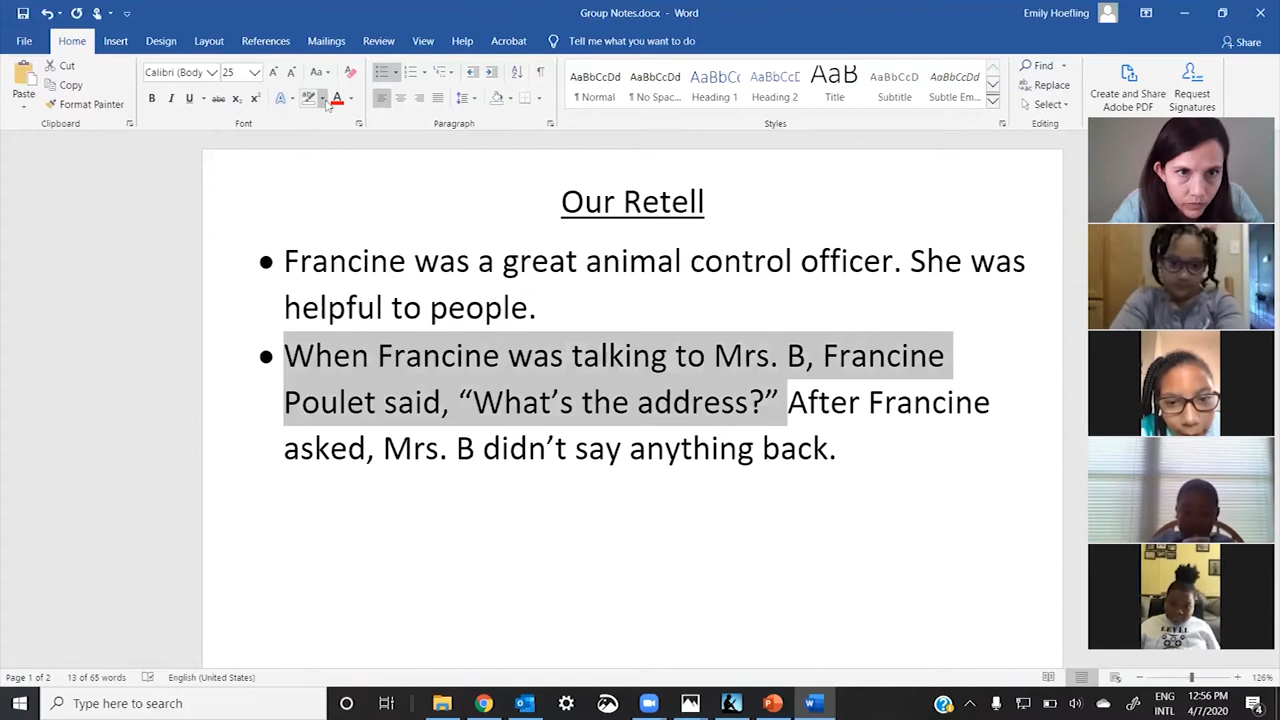 Group Notes.docx - Word
Emily Hoefling
File Home Insert Design Layout References Mailings Review View Help Acrobat Tell me what you want to do
Share
Paste
Cut
Copy
Format Painter
Clipboard
Calibri (Body 25
Font
Paragraph
AaBbCcDd AaBbCcDd AaBbCc AaBbCcD AaB AaBbCcD AaBbCcDd
¶ Normal ¶ No Spac... Heading 1 Heading 2 Title Subtitle Subtle Em...
Styles
Find
Replace
Select
Editing
Create and Share Adobe PDF
Request Signatures
Adobe Acrobat
Our Retell
• Francine was a great animal control officer. She was
helpful to people.
• When Francine was talking to Mrs. B, Francine
Poulet said, “What’s the address?” After Francine
asked, Mrs. B didn’t say anything back.
Page 1 of 2 13 of 65 words English (United States)
126%
Type here to search
ENG
INTL
12:56 PM
4/7/2020